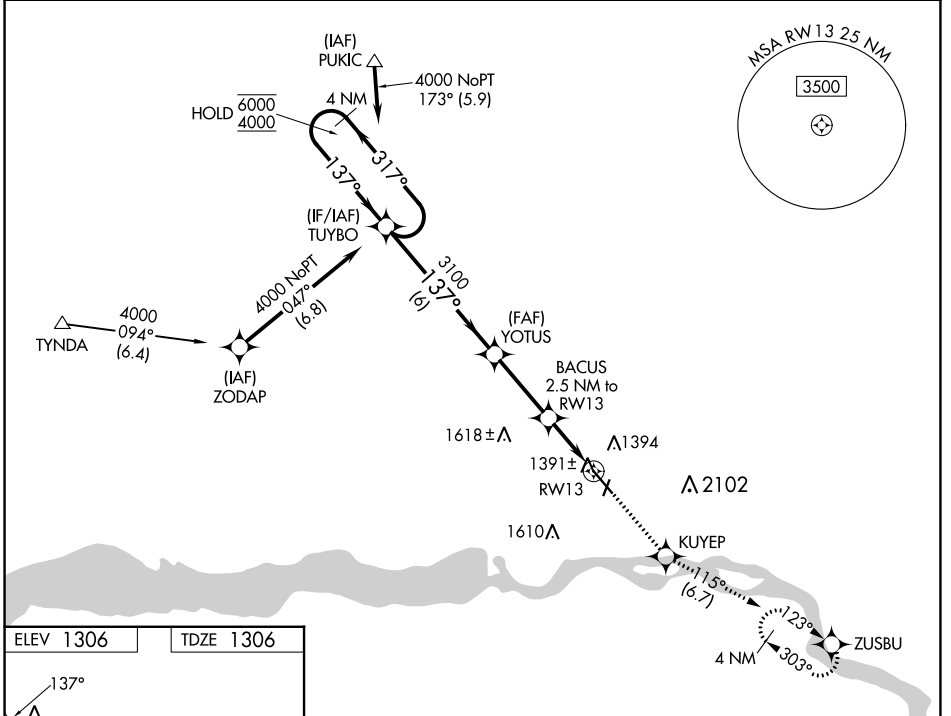 (IAF)
PUKIC
4000 NoPT
173° (5.9)
MSA RW13 25 NM
3500
HOLD 6000
4000
4 NM
317°
137°
(IF/IAF)
TUYBO
3100
137°
(6)
4000 NoPT
047°
(6.8)
4000
094°
(6.4)
TYNDA
(IAF)
ZODAP
(FAF)
YOTUS
BACUS
2.5 NM to
RW13
1618±
1394
1391±
RW13
2102
1610
KUYEP
115°
(6.7)
123°
ZUSBU
4 NM
303°
ELEV 1306
TDZE 1306
137°